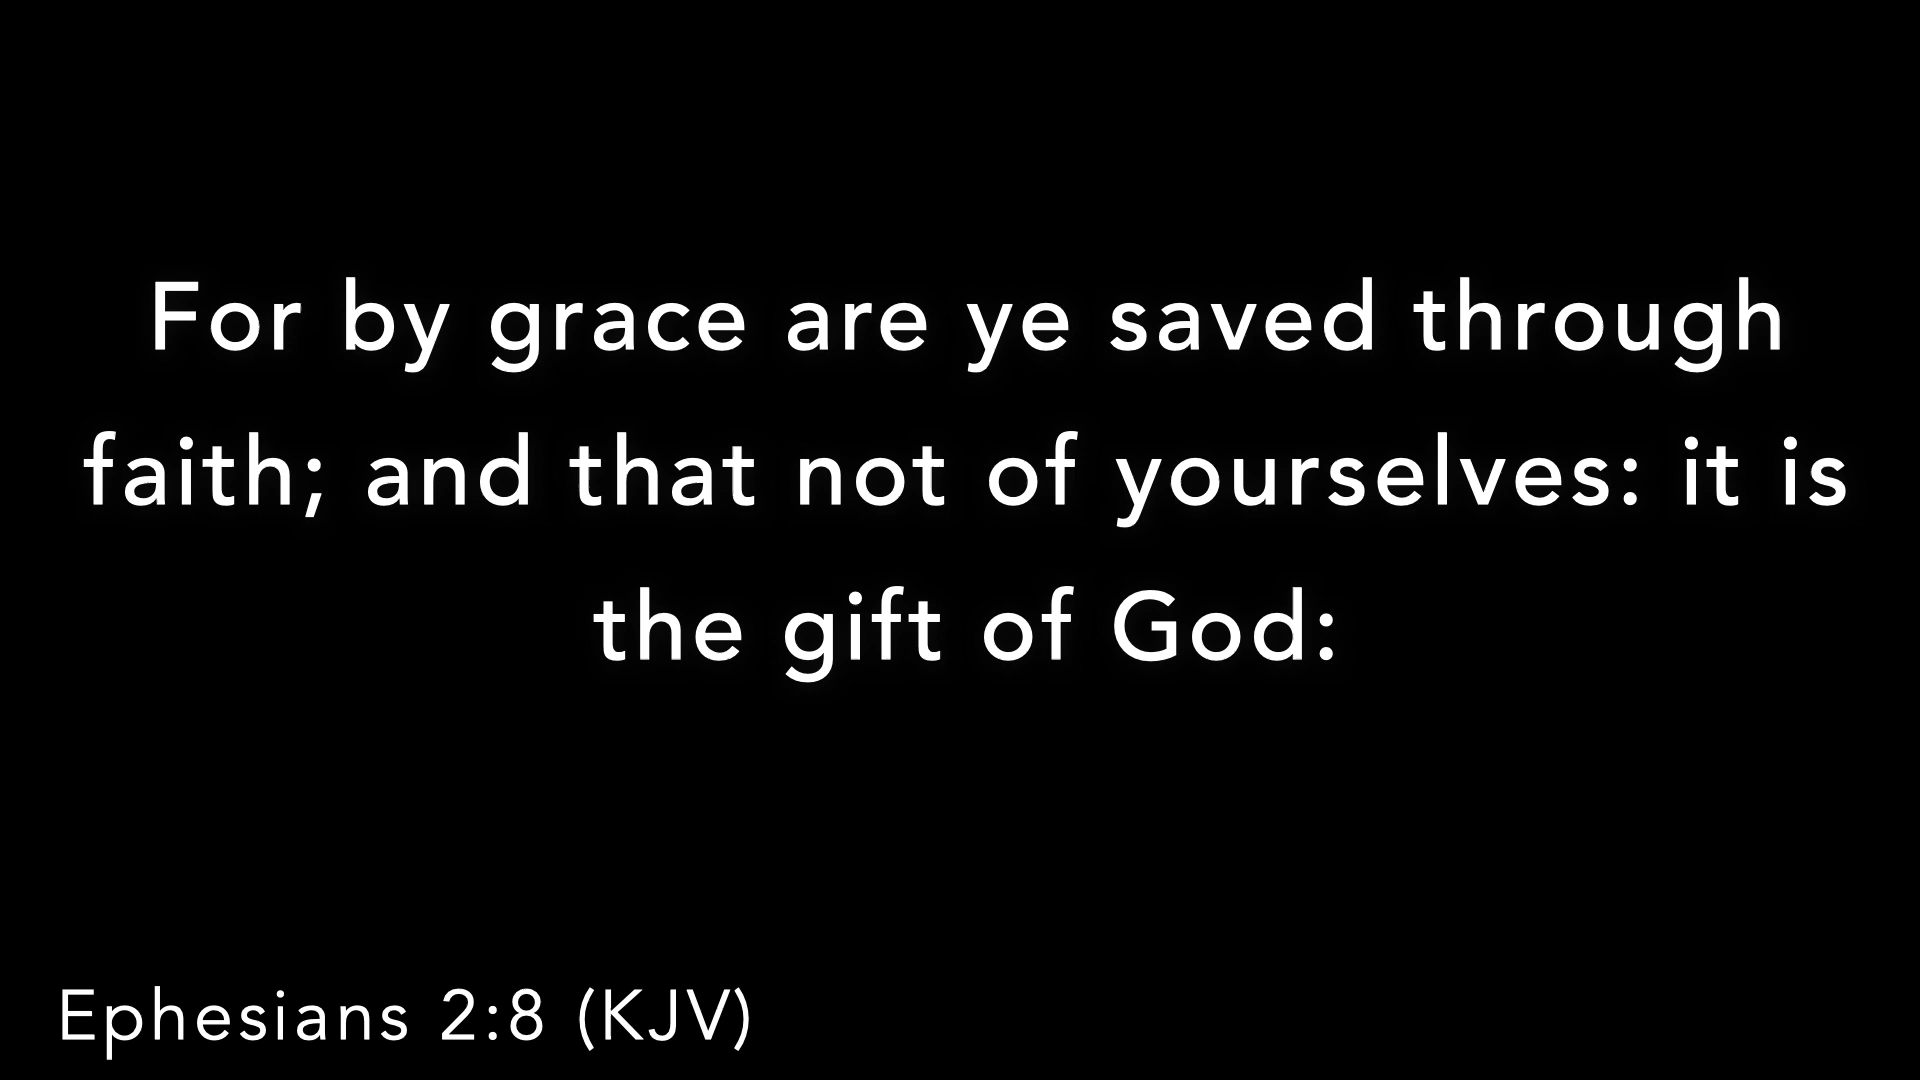 For by grace are ye saved through
faith; and that not of yourselves: it is
the gift of God:
Ephesians 2:8 (KJV)